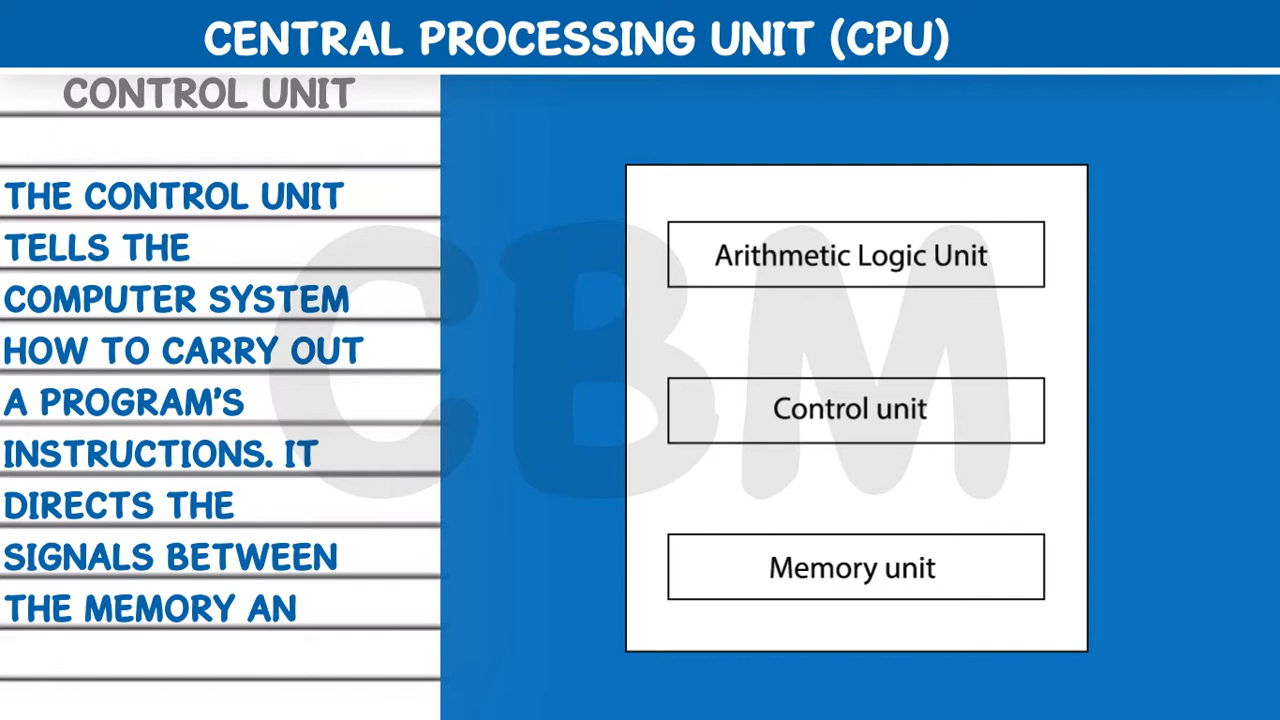 CENTRAL PROCESSING UNIT (CPU)
CONTROL UNIT
THE CONTROL UNIT
TELLS THE
COMPUTER SYSTEM
HOW TO CARRY OUT
A PROGRAM'S
INSTRUCTIONS. IT
DIRECTS THE
SIGNALS BETWEEN
THE MEMORY AN
Arithmetic Logic Unit
Control unit
Memory unit
CBM